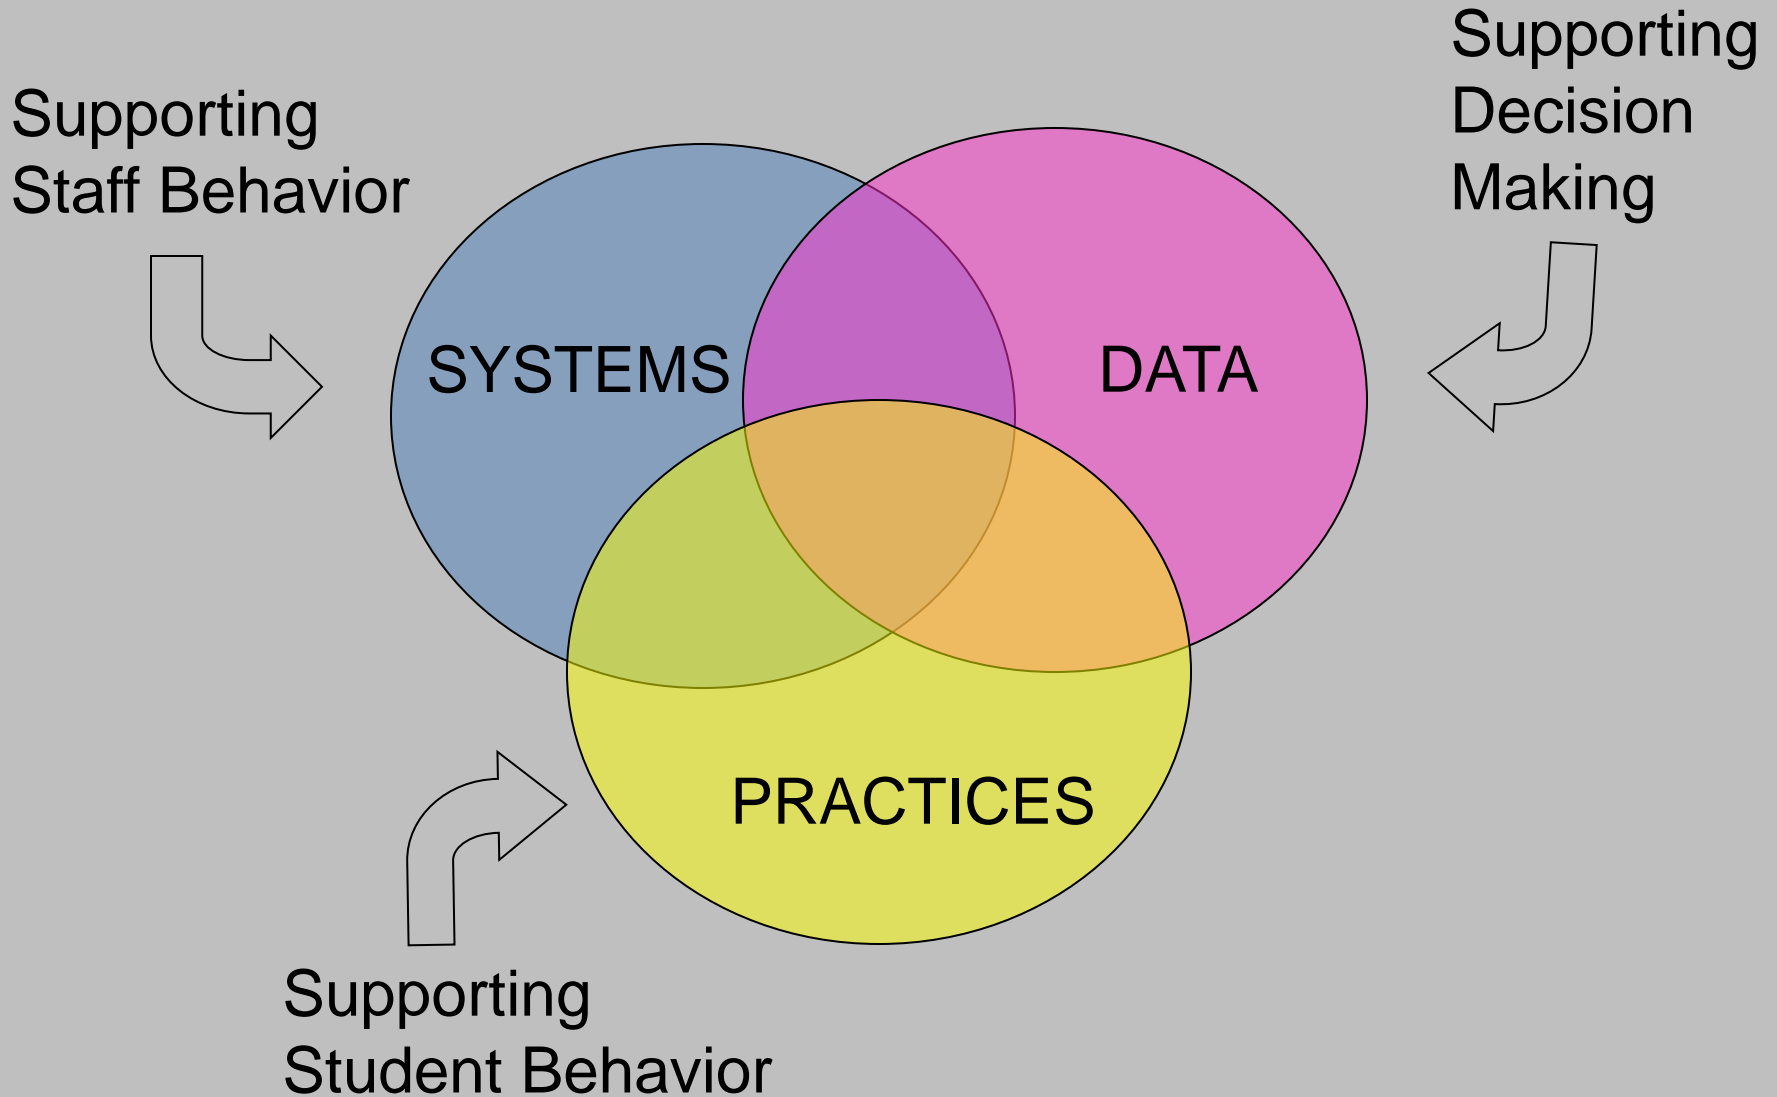 Supporting
Staff Behavior
Supporting
Decision
Making
SYSTEMS
DATA
PRACTICES
Supporting
Student Behavior